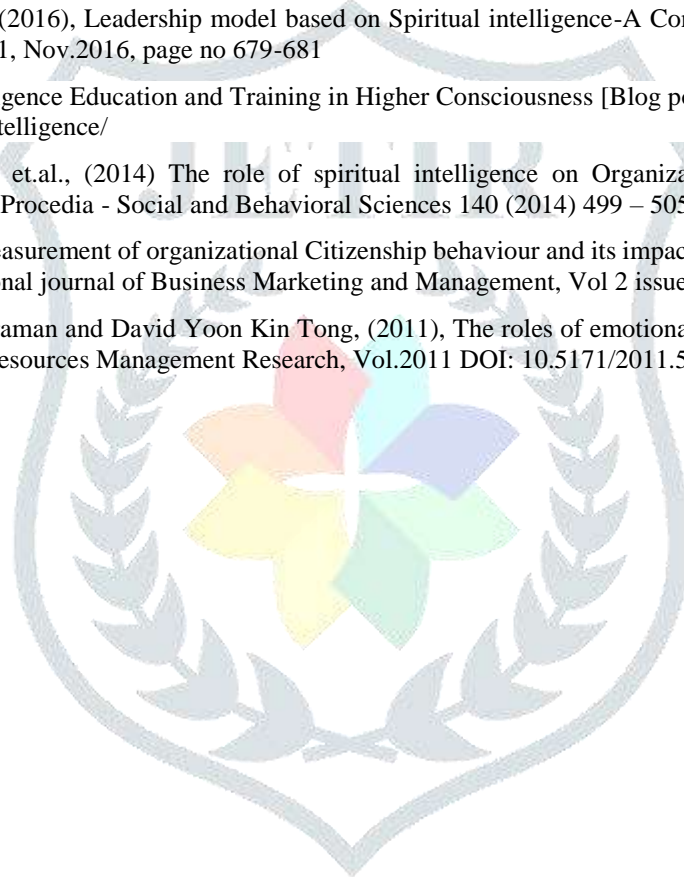 (2016), Leadership model based on Spiritual intelligence-A Con
1, Nov.2016, page no 679-681
gence Education and Training in Higher Consciousness [Blog po
telligence/
et.al., (2014) The role of spiritual intelligence on Organiza
Procedia - Social and Behavioral Sciences 140 (2014) 499 – 505
easurement of organizational Citizenship behaviour and its impac
onal journal of Business Marketing and Management, Vol 2 issue
aman and David Yoon Kin Tong, (2011), The roles of emotiona
esources Management Research, Vol.2011 DOI: 10.5171/2011.5
JETIR